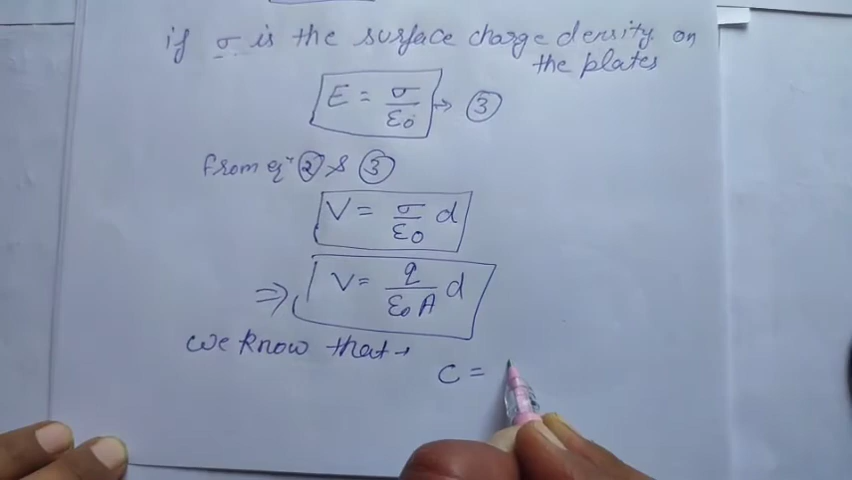 if σ is the surface charge density on
the plates
E = σ/ε₀ → ③
from eqⁿ ② & ③
V = σ/ε₀ d
⇒ V = q/ε₀A d
we know that →
C =